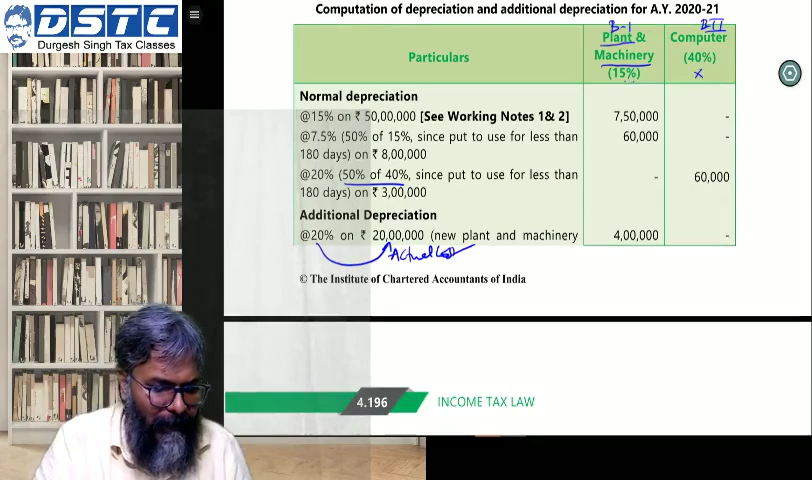 DSTC
Durgesh Singh Tax Classes
Computation of depreciation and additional depreciation for A.Y. 2020-21
B-I
B III
Particulars
Plant &
Machinery
(15%)
Computer
(40%)
x
Normal depreciation
@15% on ₹ 50,00,000 [See Working Notes 1& 2] 7,50,000 -
@7.5% (50% of 15%, since put to use for less than 60,000 -
180 days) on ₹ 8,00,000
@20% (50% of 40%, since put to use for less than - 60,000
180 days) on ₹ 3,00,000
Additional Depreciation
@20% on ₹ 20,00,000 (new plant and machinery 4,00,000 -
Actual Cost
© The Institute of Chartered Accountants of India
4.196 INCOME TAX LAW